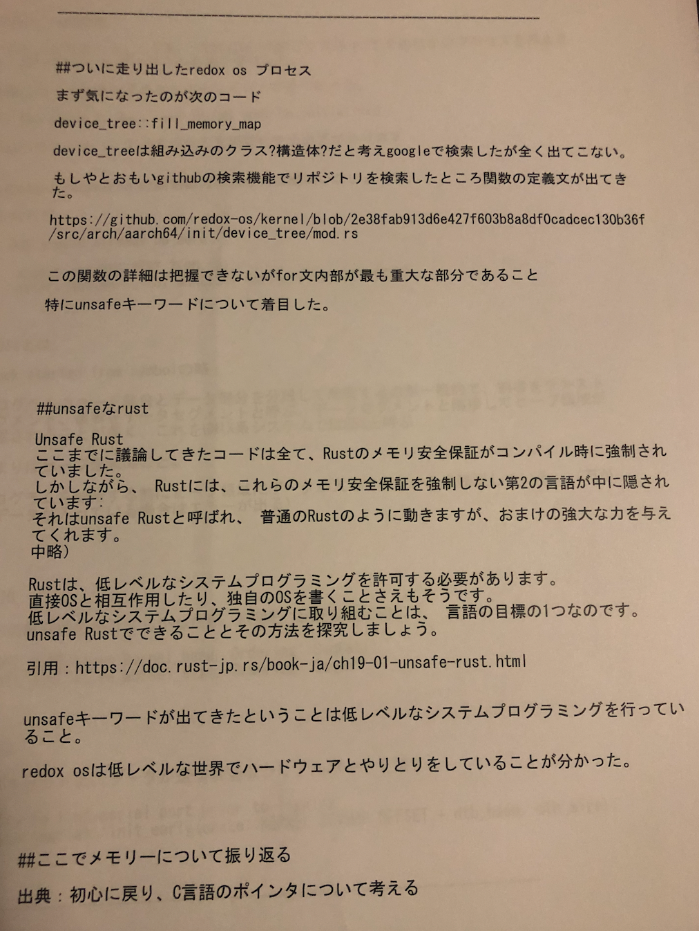 ##ついに走り出したredox os プロセス
まず気になったのが次のコード
device_tree::fill_memory_map
device_treeは組み込みのクラス?構造体?だと考えgoogleで検索したが全く出てこない。
もしやとおもいgithubの検索機能でリポジトリを検索したところ関数の定義文が出てき
た。
https://github.com/redox-os/kernel/blob/2e38fab913d6e427f603b8a8df0cadcec130b36f
/src/arch/aarch64/init/device_tree/mod.rs
この関数の詳細は把握できないがfor文内部が最も重大な部分であること
特にunsafeキーワードについて着目した。
##unsafeなrust
Unsafe Rust
ここまでに議論してきたコードは全て、Rustのメモリ安全保証がコンパイル時に強制され
ていました。
しかしながら、 Rustには、これらのメモリ安全保証を強制しない第2の言語が中に隠され
ています:
それはunsafe Rustと呼ばれ、 普通のRustのように動きますが、おまけの強大な力を与え
てくれます。
中略)
Rustは、低レベルなシステムプログラミングを許可する必要があります。
直接OSと相互作用したり、独自のOSを書くことさえもそうです。
低レベルなシステムプログラミングに取り組むことは、 言語の目標の1つなのです。
unsafe Rustでできることとその方法を探究しましょう。
引用：https://doc.rust-jp.rs/book-ja/ch19-01-unsafe-rust.html
unsafeキーワードが出てきたということは低レベルなシステムプログラミングを行ってい
ること。
redox osは低レベルな世界でハードウェアとやりとりをしていることが分かった。
##ここでメモリーについて振り返る
出典：初心に戻り、C言語のポインタについて考える